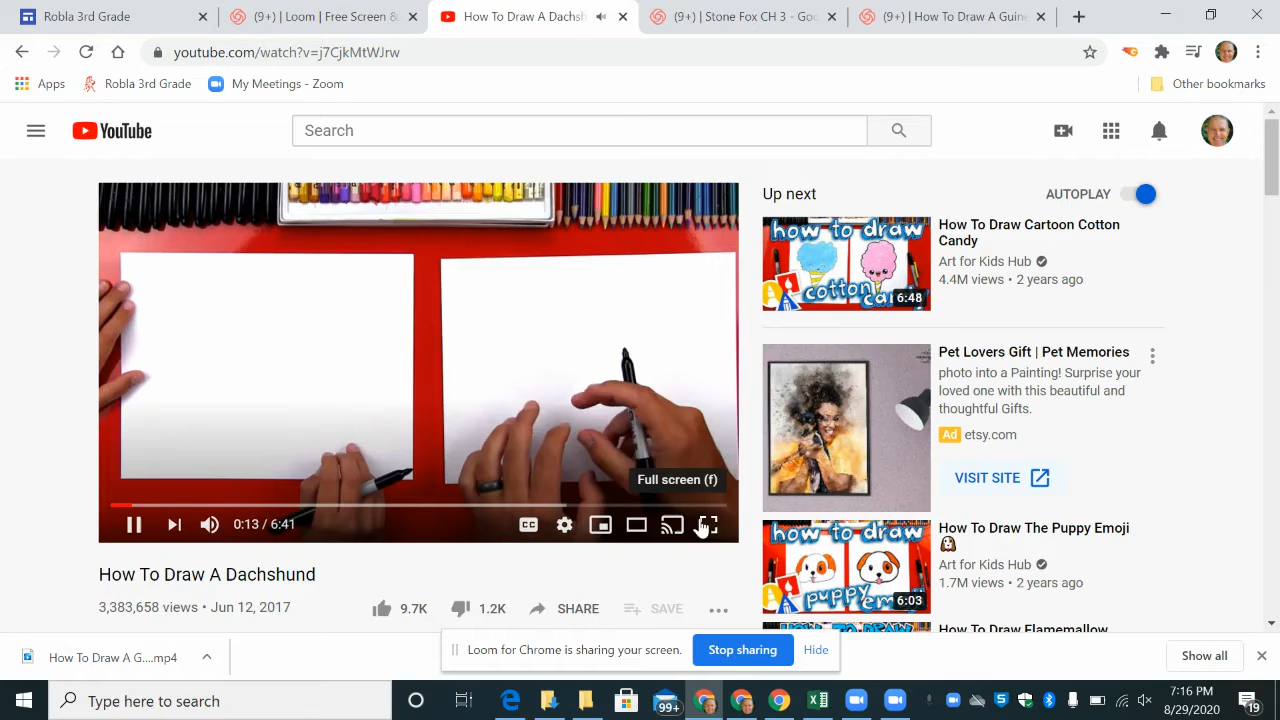 Robla 3rd Grade
(9+) | Loom | Free Screen &
How To Draw A Dachsh
(9+) | Stone Fox CH 3 - Goo
(9+) | How To Draw A Guine
youtube.com/watch?v=j7CjkMtWJrw
Apps
Robla 3rd Grade
My Meetings - Zoom
Other bookmarks
YouTube
Search
Up next
AUTOPLAY
how to draw
cotton
6:48
How To Draw Cartoon Cotton
Candy
Art for Kids Hub
4.4M views • 2 years ago
Pet Lovers Gift | Pet Memories
photo into a Painting! Surprise your
loved one with this beautiful and
thoughtful Gifts.
Ad etsy.com
VISIT SITE
Full screen (f)
0:13 / 6:41
CC
how to draw
puppy
6:03
How To Draw The Puppy Emoji
Art for Kids Hub
1.7M views • 2 years ago
How To Draw A Dachshund
3,383,658 views • Jun 12, 2017
9.7K
1.2K
SHARE
SAVE
How To Draw Flamemallow
How To Draw A G....mp4
Loom for Chrome is sharing your screen.
Stop sharing
Hide
Show all
Type here to search
99+
7:16 PM
8/29/2020
19